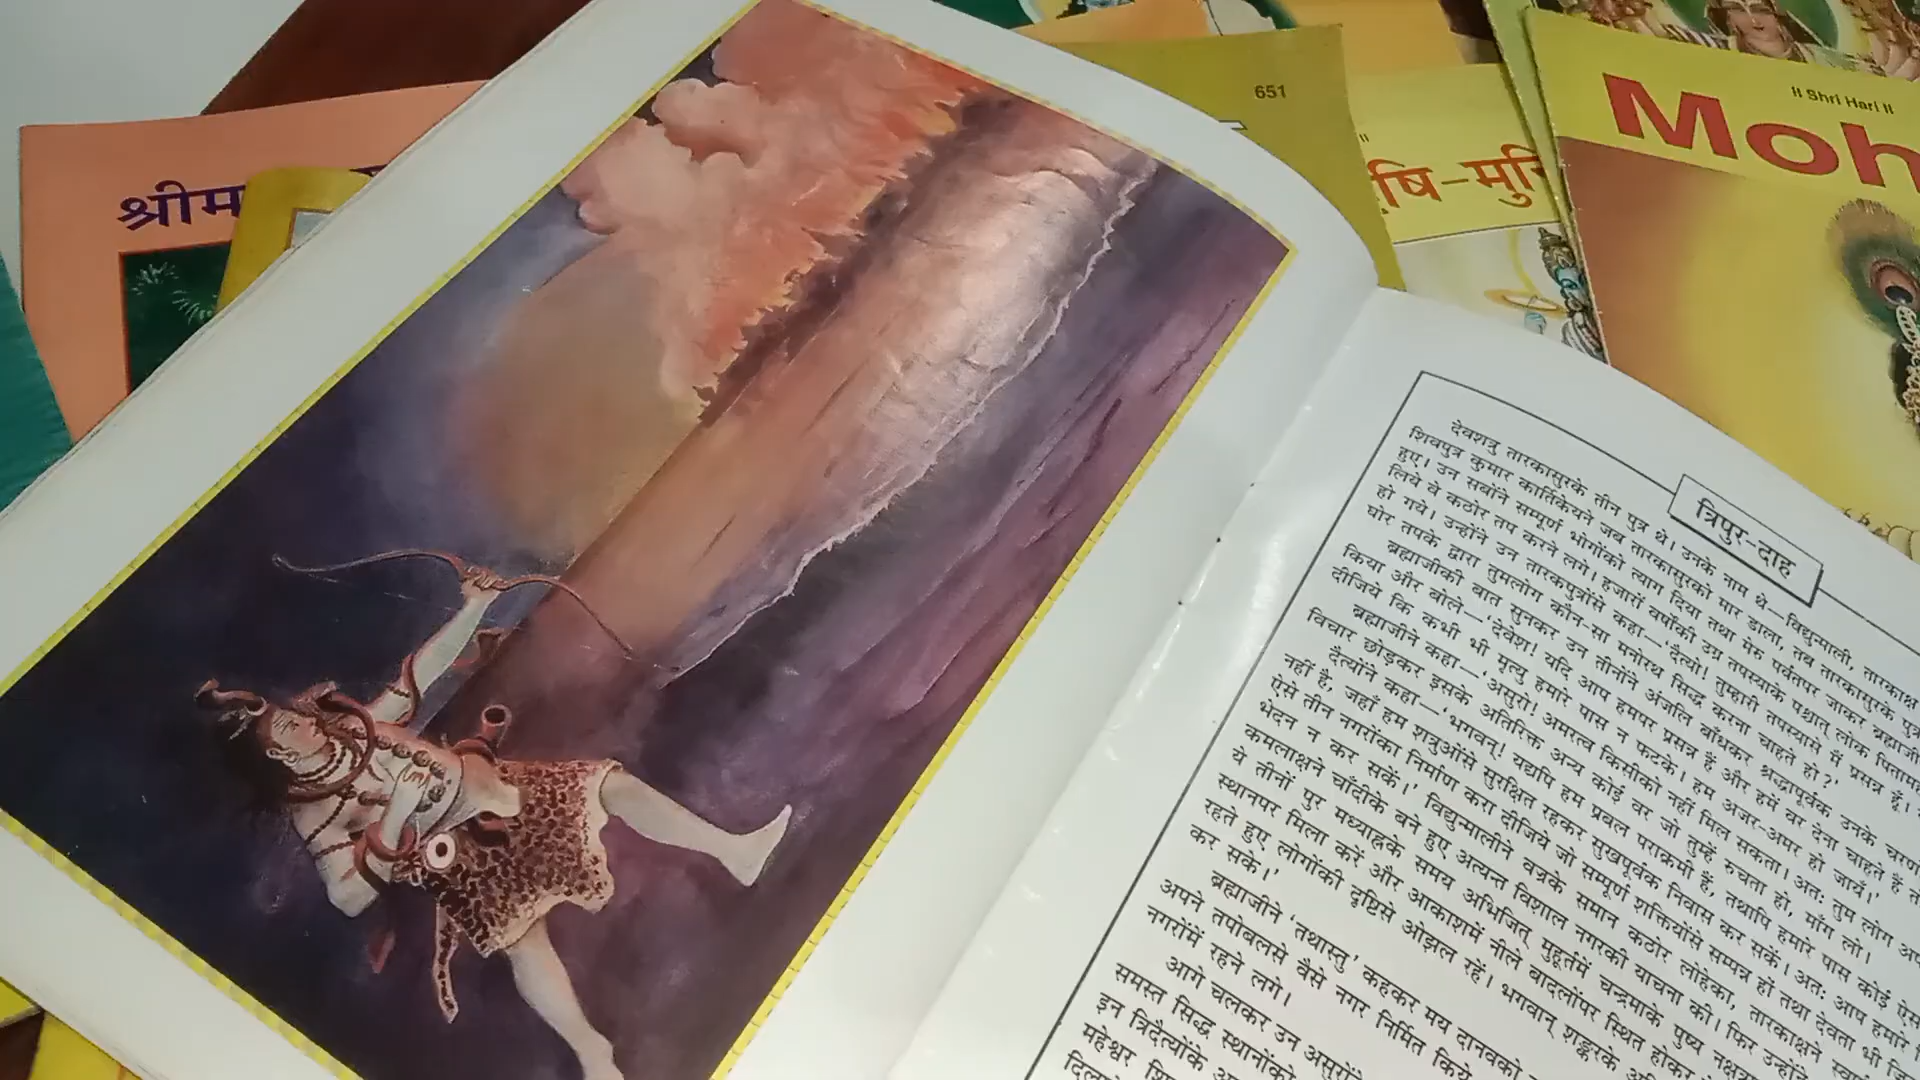 श्रीम
651
॥ Shri Hari ॥
Moh
षि-मुनि
त्रिपुर-दाह
देवशत्रु तारकासुरके तीन पुत्र थे। उनके नाम थे—विद्युन्माली, तारकाक्ष
शिवपुत्र कुमार कार्तिकेयने जब तारकासुरको मार डाला, तब तारकासुरके पुत्र
हुए। उन सबोंने सम्पूर्ण भोगोंको त्याग दिया तथा मेरु पर्वतपर जाकर ब्रह्माजी
लिये वे कठोर तप करने लगे। हजारों वर्षोंकी उग्र तपस्याके पश्चात् लोक पितामह
हो गये। उन्होंने उन तारकपुत्रोंसे कहा—'दैत्यो! तुम्हारी तपस्यासे मैं प्रसन्न हूँ।
घोर तपके द्वारा तुमलोग कौन-सा मनोरथ सिद्ध करना चाहते हो?'
ब्रह्माजीकी बात सुनकर उन तीनोंने अंजलि बाँधकर श्रद्धापूर्वक उनके चरणों
किया और बोले—'देवेश! यदि आप हमपर प्रसन्न हैं और हमें वर देना चाहते हैं तो
दीजिये कि कभी भी मृत्यु हमारे पास न फटके। हम अजर-अमर हो जायँ।'
ब्रह्माजीने कहा—'असुरो! अमरत्व किसीको नहीं मिल सकता। अतः तुम लोग अप
विचार छोड़कर इसके अतिरिक्त अन्य कोई वर जो तुम्हें रुचता हो, माँग लो।
दैत्योंने कहा—'भगवन्! यद्यपि हम प्रबल पराक्रमी हैं, तथापि हमारे पास कोई ऐस
नहीं है, जहाँ हम शत्रुओंसे सुरक्षित रहकर सुखपूर्वक निवास कर सकें। अतः आप हमारे
ऐसे तीन नगरोंका निर्माण करा दीजिये जो सम्पूर्ण शक्तियोंसे सम्पन्न हों तथा देवता भी जि
भेदन न कर सकें।' विद्युन्मालीने वज्रके समान कठोर लोहेका, तारकाक्षने स्वा
कमलाक्षने चाँदीके बने हुए अत्यन्त विशाल नगरकी याचना की। फिर उन्होंने
ये तीनों पुर मध्याह्नके समय अभिजित् मुहूर्तमें चन्द्रमाके पुष्य नक्षत्र
स्थानपर मिला करें और आकाशमें नीले बादलोंपर स्थित होकर
रहते हुए लोगोंकी दृष्टिसे ओझल रहें। भगवान् शङ्करके
कर सके।'
ब्रह्माजीने 'तथास्तु' कहकर मय दानवको
अपने तपोबलसे वैसे नगर निर्मित किये
नगरोंमें रहने लगे।
आगे चलकर उन असुरोंने
समस्त सिद्ध स्थानोंको
इन त्रिदैत्योंके
महेश्वर